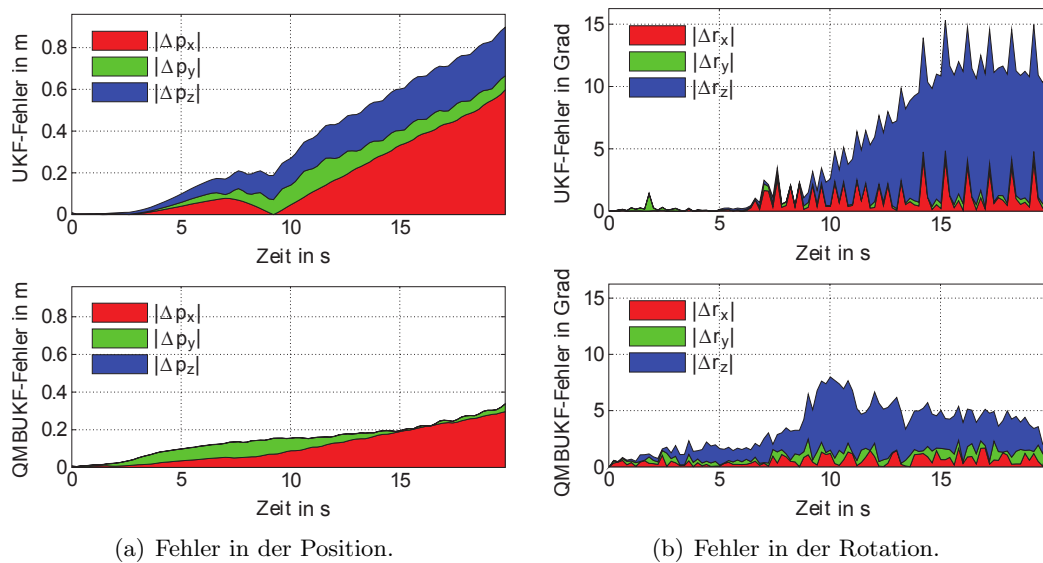 UKF-Fehler in m
0.8
0.6
0.4
0.2
0
|Δpx|
|Δpy|
|Δpz|
0 5 10 15
Zeit in s
UKF-Fehler in Grad
15
10
5
0
|Δrx|
|Δry|
|Δrz|
0 5 10 15
Zeit in s
QMBUKF-Fehler in m
0.8
0.6
0.4
0.2
0
|Δpx|
|Δpy|
|Δpz|
0 5 10 15
Zeit in s
QMBUKF-Fehler in Grad
15
10
5
0
|Δrx|
|Δry|
|Δrz|
0 5 10 15
Zeit in s
(a) Fehler in der Position.
(b) Fehler in der Rotation.